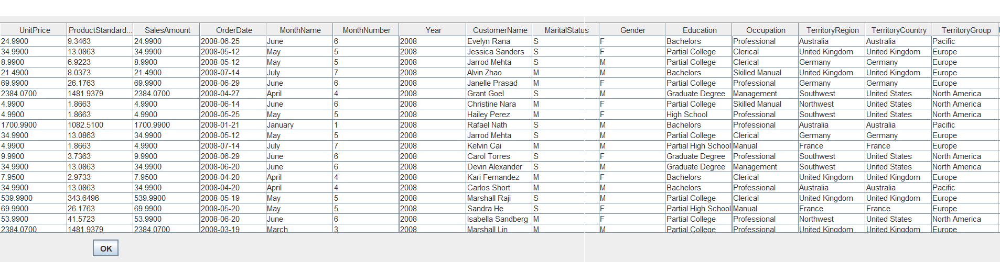 UnitPrice ProductStandard... SalesAmount OrderDate MonthName MonthNumber Year CustomerName MaritalStatus Gender Education Occupation TerritoryRegion TerritoryCountry TerritoryGroup
24.9900 9.3463 24.9900 2008-06-25 June 6 2008 Evelyn Rana S F Bachelors Professional Australia Australia Pacific
34.9900 13.0863 34.9900 2008-05-12 May 5 2008 Jessica Sanders S F Partial College Clerical United Kingdom United Kingdom Europe
8.9900 6.9223 8.9900 2008-05-12 May 5 2008 Jarrod Mehta S M Partial College Clerical Germany Germany Europe
21.4900 8.0373 21.4900 2008-07-14 July 7 2008 Alvin Zhao M M Bachelors Skilled Manual United Kingdom United Kingdom Europe
69.9900 26.1763 69.9900 2008-06-29 June 6 2008 Janelle Prasad M F Partial College Professional Germany Germany Europe
2384.0700 1481.9379 2384.0700 2008-04-27 April 4 2008 Grant Goel S M Graduate Degree Management Southwest United States North America
4.9900 1.8663 4.9900 2008-06-14 June 6 2008 Christine Nara M F Partial College Skilled Manual Northwest United States North America
4.9900 1.8663 4.9900 2008-05-25 May 5 2008 Hailey Perez M F High School Professional Southwest United States North America
1700.9900 1082.5100 1700.9900 2008-01-21 January 1 2008 Rafael Nath S M Bachelors Professional Australia Australia Pacific
34.9900 13.0863 34.9900 2008-05-12 May 5 2008 Jarrod Mehta S M Partial College Clerical Germany Germany Europe
4.9900 1.8663 4.9900 2008-07-14 July 7 2008 Kelvin Cai M M Partial High School Manual France France Europe
9.9900 3.7363 9.9900 2008-06-29 June 6 2008 Carol Torres S F Graduate Degree Professional Southwest United States North America
34.9900 13.0863 34.9900 2008-06-20 June 6 2008 Devin Alexander S M Graduate Degree Management Southwest United States North America
7.9500 2.9733 7.9500 2008-04-20 April 4 2008 Kari Fernandez M F Bachelors Clerical United Kingdom United Kingdom Europe
34.9900 13.0863 34.9900 2008-04-20 April 4 2008 Carlos Short M M Bachelors Professional Australia Australia Pacific
539.9900 343.6496 539.9900 2008-05-19 May 5 2008 Marshall Raji S M Partial College Clerical United Kingdom United Kingdom Europe
69.9900 26.1763 69.9900 2008-05-20 May 5 2008 Sandra He S F Partial High School Manual France France Europe
53.9900 41.5723 53.9900 2008-06-20 June 6 2008 Isabella Sandberg M F Partial College Professional Northwest United States North America
2384.0700 1481.9379 2384.0700 2008-03-19 March 3 2008 Marshall Lin M M Partial College Professional United Kingdom United Kingdom Europe
OK